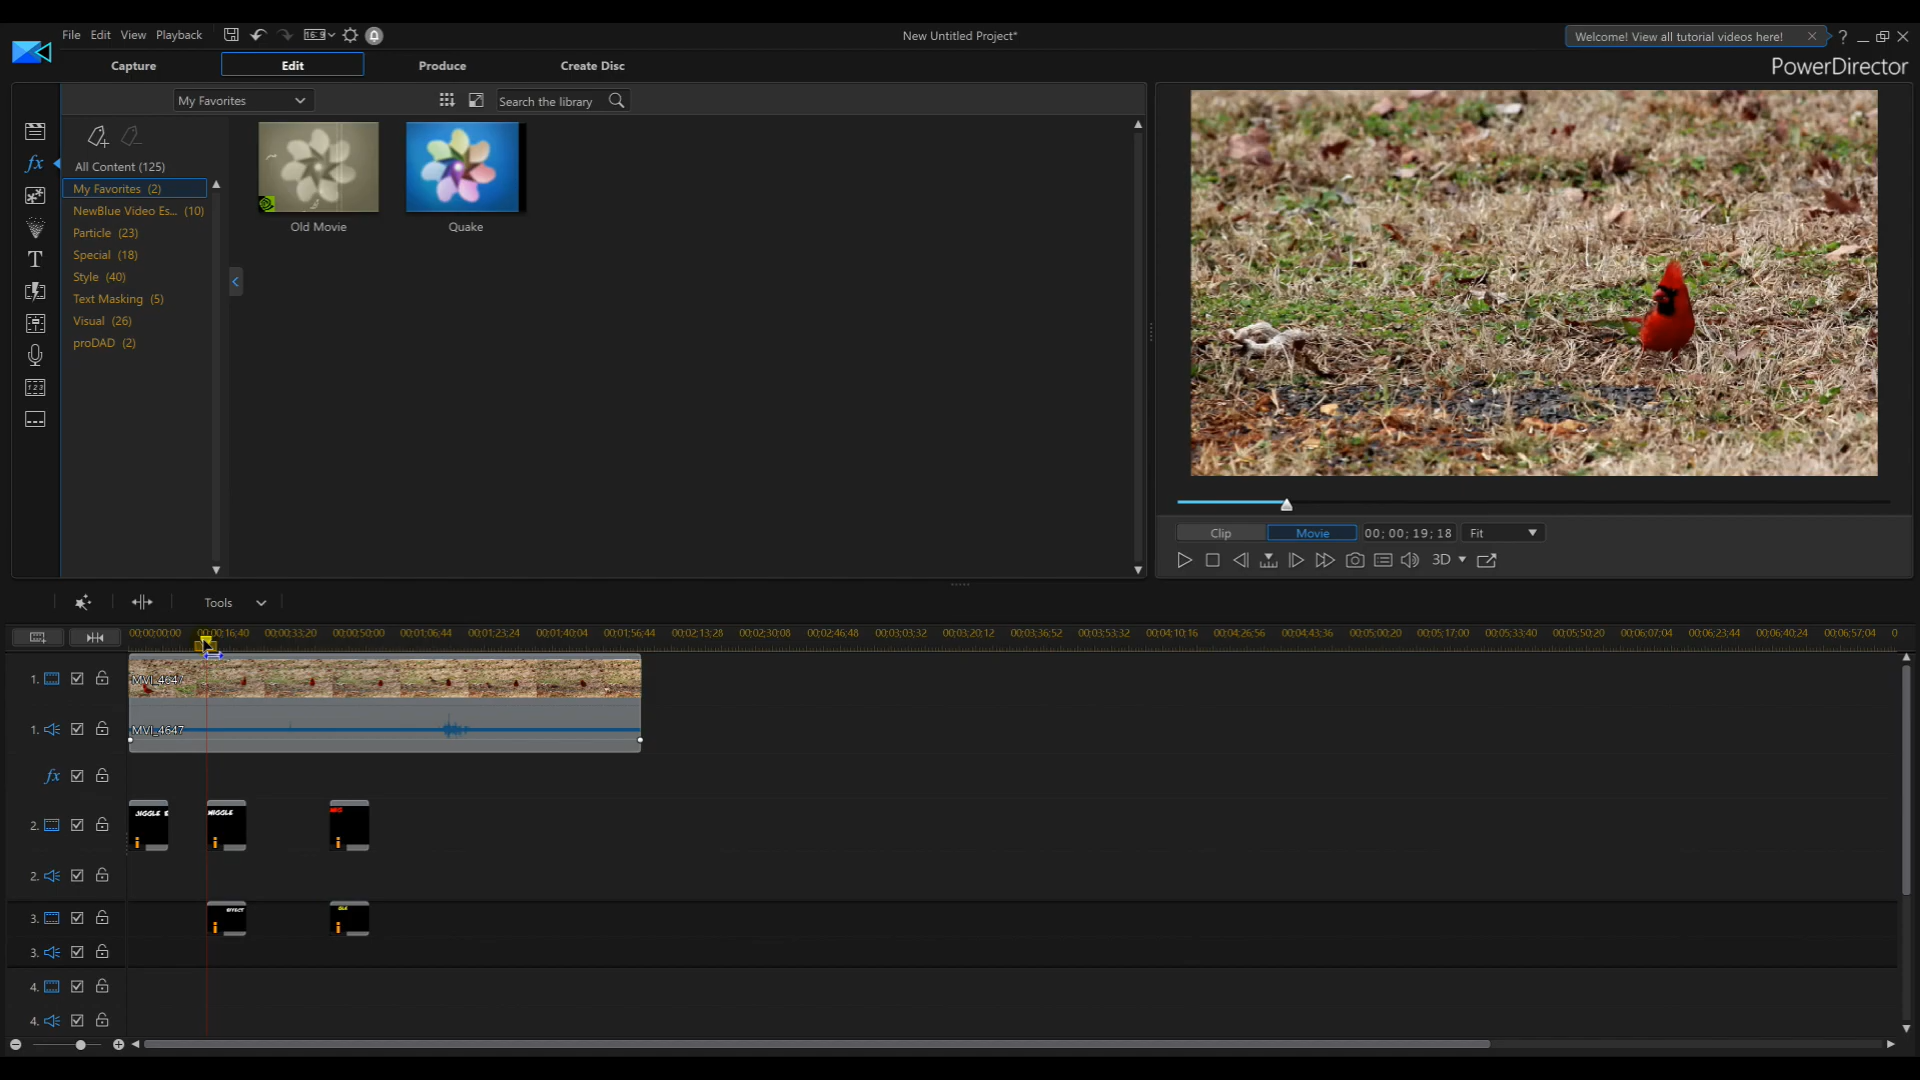 File Edit View Playback 16:9 New Untitled Project* Welcome! View all tutorial videos here! ?
Capture Edit Produce Create Disc PowerDirector
My Favorites Search the library
All Content (125)
My Favorites (2)
NewBlue Video Es... (10)
Particle (23)
Special (18)
Style (40)
Text Masking (5)
Visual (26)
proDAD (2)
fx
T
Old Movie Quake
Clip Movie 00; 00; 19; 18 Fit
3D
Tools
00;00;00;00 00;00;16;40 00;00;33;20 00;00;50;00 00;01;06;44 00;01;23;24 00;01;40;04 00;01;56;44 00;02;13;28 00;02;30;08 00;02;46;48 00;03;03;32 00;03;20;12 00;03;36;52 00;03;53;32 00;04;10;16 00;04;26;56 00;04;43;36 00;05;00;20 00;05;17;00 00;05;33;40 00;05;50;20 00;06;07;04 00;06;23;44 00;06;40;24 00;06;57;04 0
1. MVI_4647
1. MVI_4647
fx
2. JIGGLE E WIGGLE
2.
3. EFFECT
3.
4.
4.